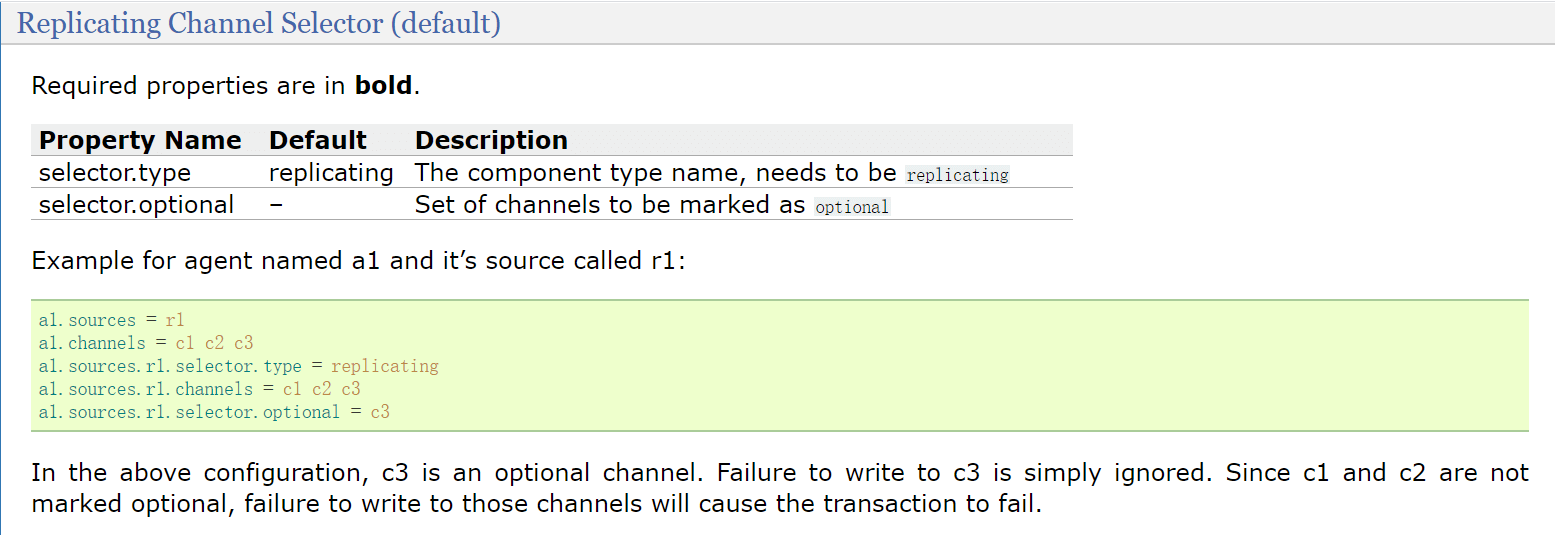 Replicating Channel Selector (default)
Required properties are in bold.
Property Name Default Description
selector.type replicating The component type name, needs to be replicating
selector.optional – Set of channels to be marked as optional
Example for agent named a1 and it’s source called r1:
a1.sources = r1
a1.channels = c1 c2 c3
a1.sources.r1.selector.type = replicating
a1.sources.r1.channels = c1 c2 c3
a1.sources.r1.selector.optional = c3
In the above configuration, c3 is an optional channel. Failure to write to c3 is simply ignored. Since c1 and c2 are not
marked optional, failure to write to those channels will cause the transaction to fail.